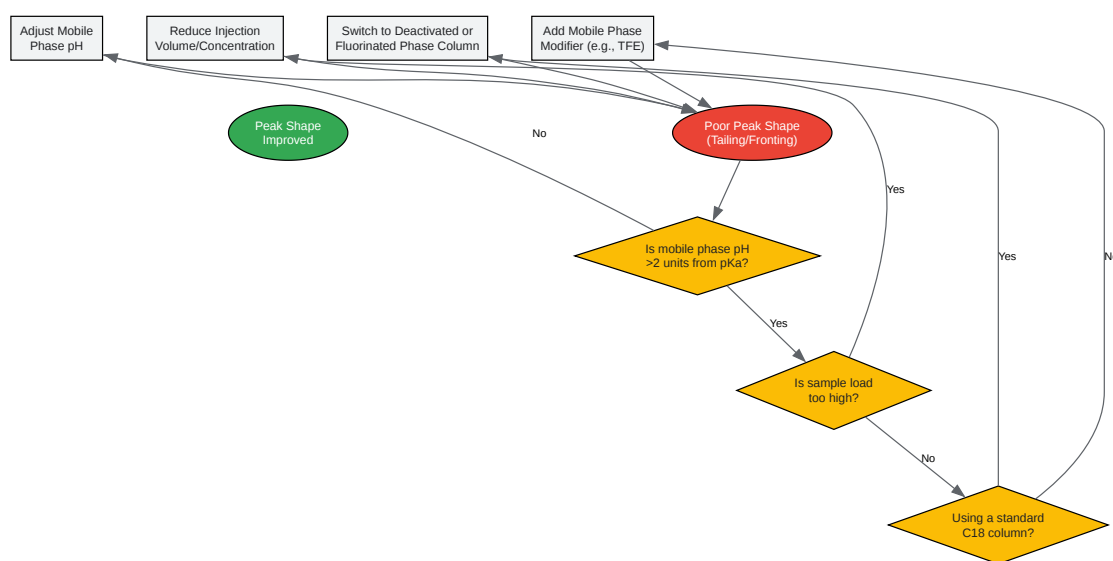 Adjust Mobile
Phase pH
Reduce Injection
Volume/Concentration
Switch to Deactivated or
Fluorinated Phase Column
Add Mobile Phase
Modifier (e.g., TFE)
Peak Shape
Improved
No
Poor Peak Shape
(Tailing/Fronting)
Yes
Is mobile phase pH
>2 units from pKa?
Yes
No
Yes
Is sample load
too high?
No
Using a standard
C18 column?